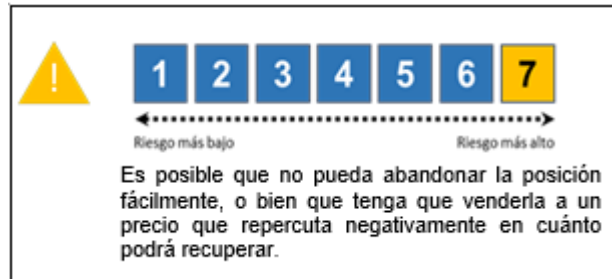 !
1 2 3 4 5 6 7
Riesgo más bajo Riesgo más alto
Es posible que no pueda abandonar la posición
fácilmente, o bien que tenga que venderla a un
precio que repercuta negativamente en cuánto
podrá recuperar.